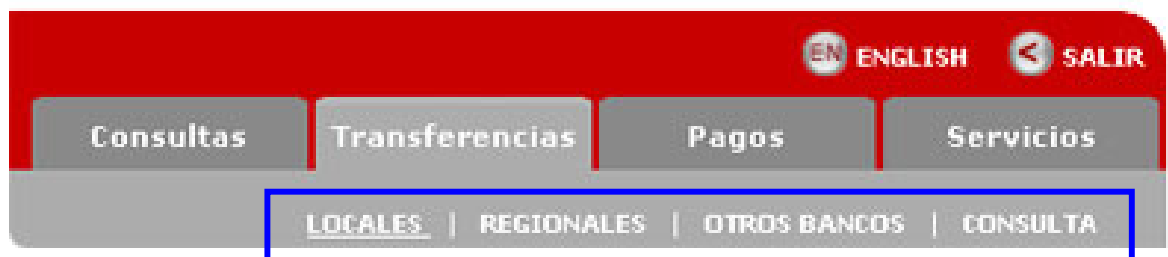 EN ENGLISH < SALIR
Consultas Transferencias Pagos Servicios
LOCALES | REGIONALES | OTROS BANCOS | CONSULTA